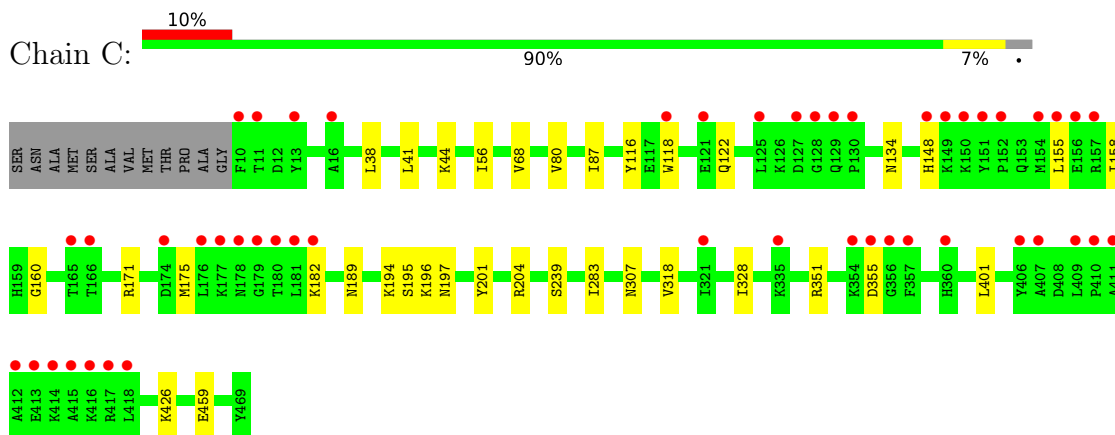 10%
Chain C:
90% 7% •
SER ASN ALA MET SER ALA VAL MET THR PRO ALA GLY F10 T11 D12 Y13 A16 L38 L41 K44 I56 V68 V80 I87 Y116 E117 W118 E121 Q122 L125 K126 D127 G128 Q129 P130 N134 H148 K149 K150 Y151 P152 Q153 M154 L155 E156 R157 I158
H159 G160 T165 T166 R171 D174 M175 L176 K177 N178 G179 T180 L181 K182 N189 K194 S195 K196 N197 Y201 R204 S239 I283 N307 V318 I321 I328 K335 R351 K354 D355 G356 F357 H360 L401 Y406 A407 D408 L409 P410 A411
A412 E413 K414 A415 K416 R417 L418 K426 E459 Y469